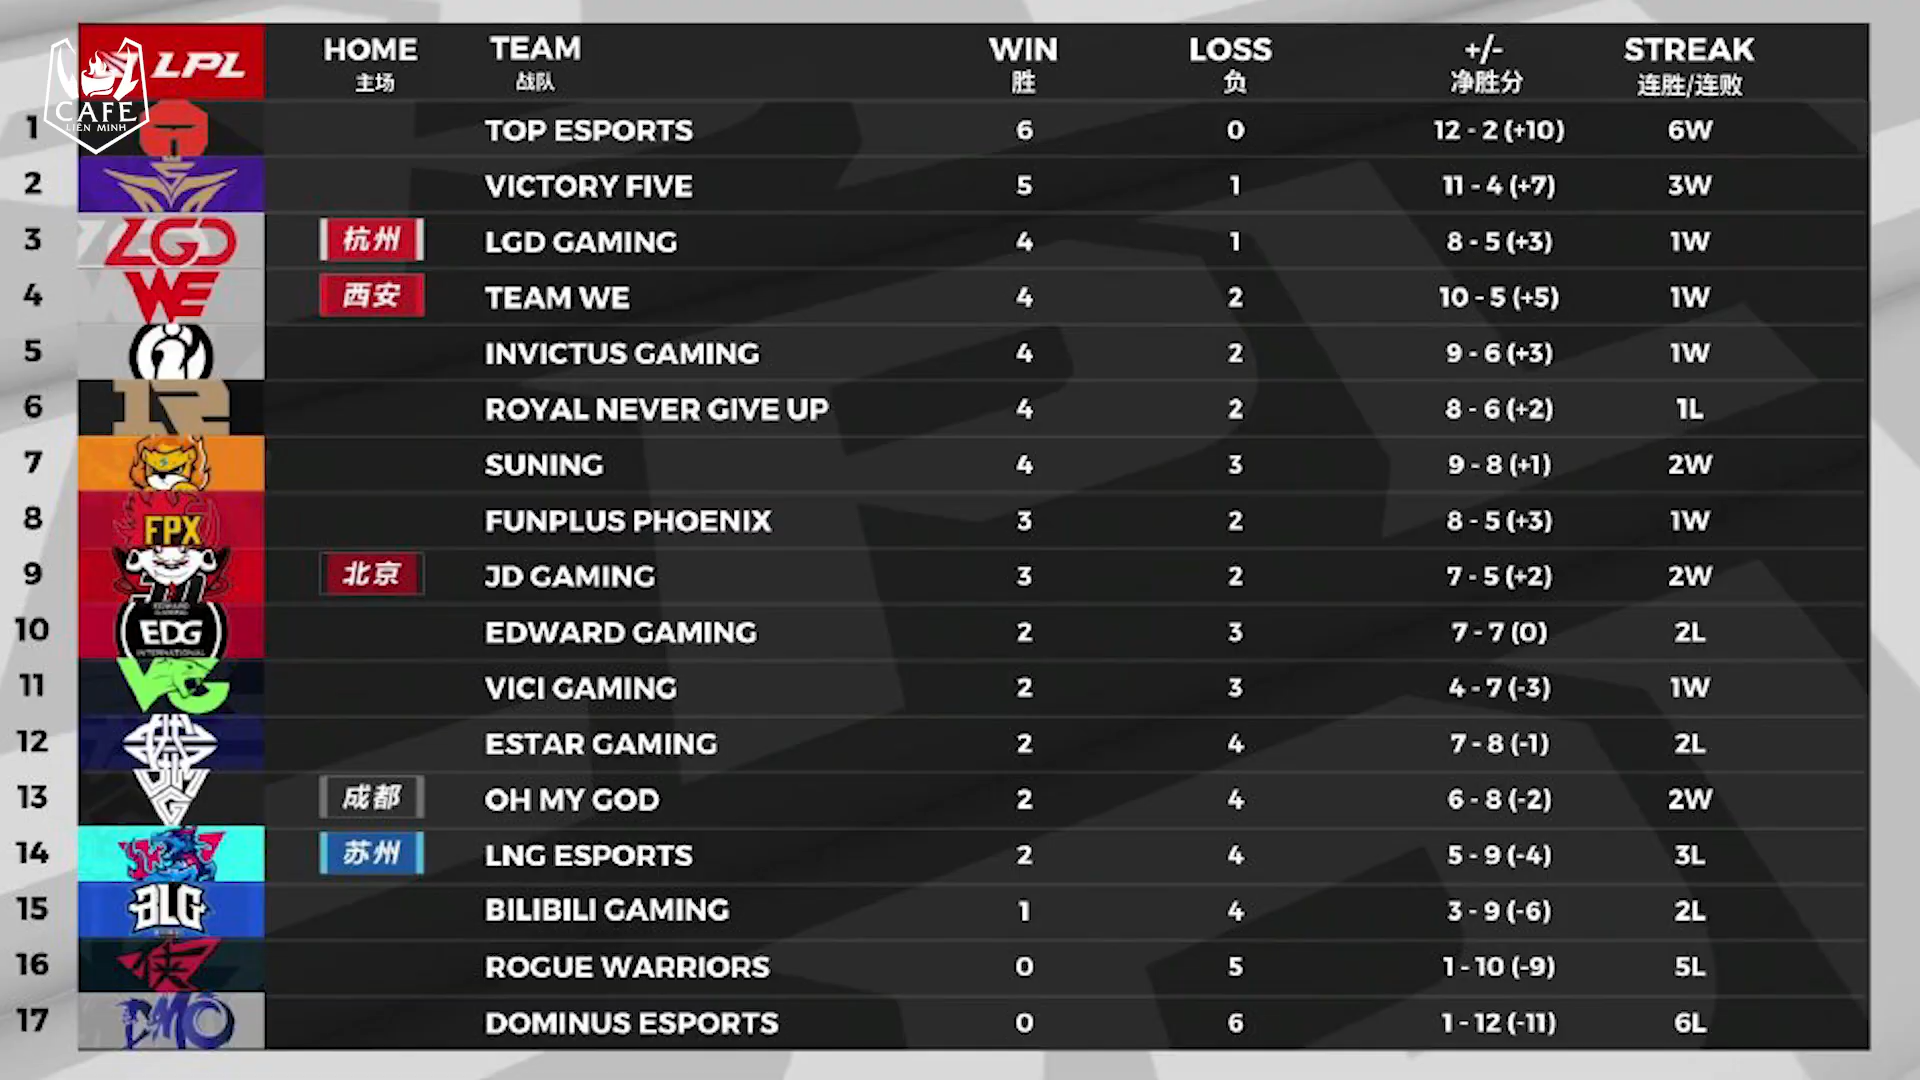 LPL HOME TEAM WIN LOSS +/- STREAK
主场 战队 胜 负 净胜分 连胜/连败
CAFE
LIÊN MINH
1 TOP ESPORTS 6 0 12 - 2 (+10) 6W
2 VICTORY FIVE 5 1 11 - 4 (+7) 3W
3 LGD 杭州 LGD GAMING 4 1 8 - 5 (+3) 1W
4 WE 西安 TEAM WE 4 2 10 - 5 (+5) 1W
5 INVICTUS GAMING 4 2 9 - 6 (+3) 1W
6 ROYAL NEVER GIVE UP 4 2 8 - 6 (+2) 1L
7 SUNING 4 3 9 - 8 (+1) 2W
8 FPX FUNPLUS PHOENIX 3 2 8 - 5 (+3) 1W
9 北京 JD GAMING 3 2 7 - 5 (+2) 2W
10 EDG EDWARD GAMING 2 3 7 - 7 (0) 2L
11 VG VICI GAMING 2 3 4 - 7 (-3) 1W
12 ESTAR GAMING 2 4 7 - 8 (-1) 2L
13 成都 OH MY GOD 2 4 6 - 8 (-2) 2W
14 苏州 LNG ESPORTS 2 4 5 - 9 (-4) 3L
15 BLG BILIBILI GAMING 1 4 3 - 9 (-6) 2L
16 侠 ROGUE WARRIORS 0 5 1 - 10 (-9) 5L
17 DMO DOMINUS ESPORTS 0 6 1 - 12 (-11) 6L